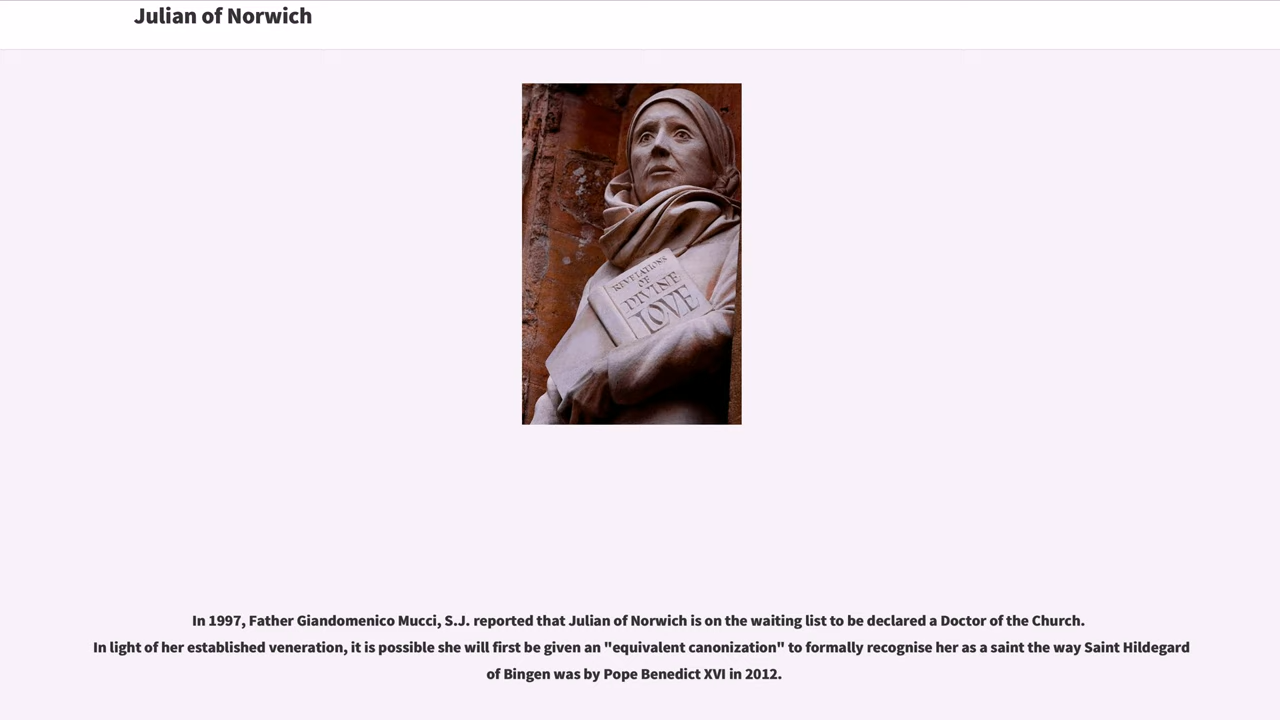 Julian of Norwich
REVELATIONS
OF
DIVINE
LOVE
In 1997, Father Giandomenico Mucci, S.J. reported that Julian of Norwich is on the waiting list to be declared a Doctor of the Church.
In light of her established veneration, it is possible she will first be given an "equivalent canonization" to formally recognise her as a saint the way Saint Hildegard
of Bingen was by Pope Benedict XVI in 2012.